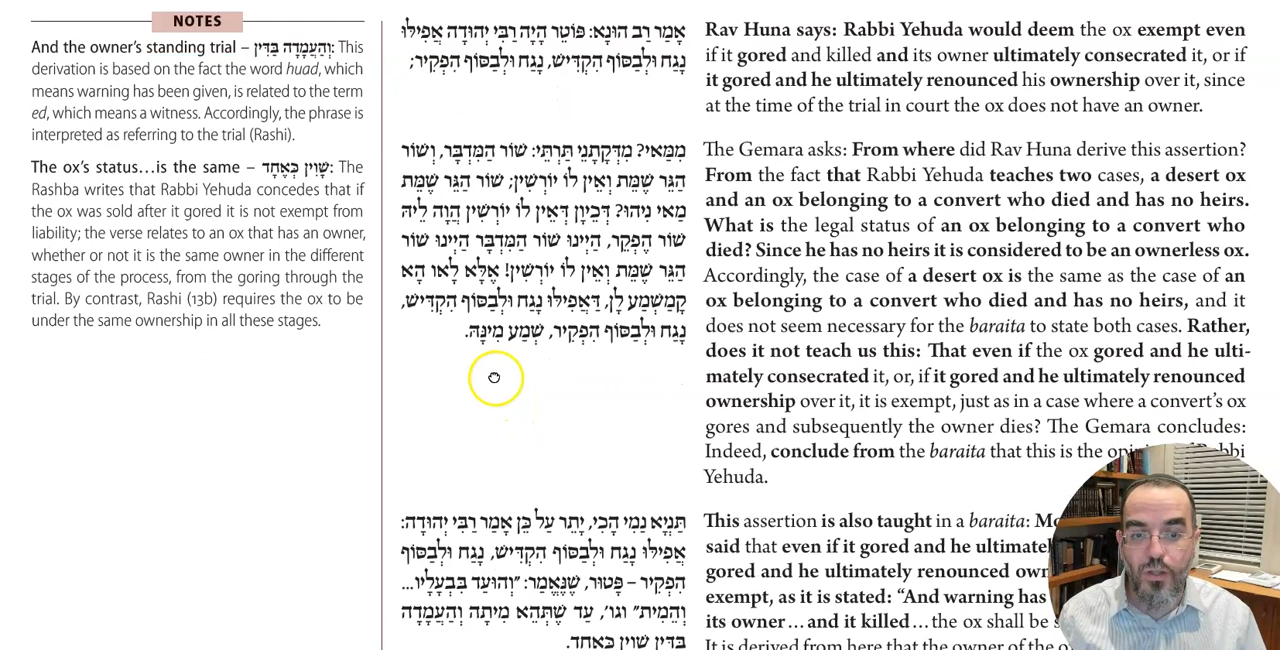 NOTES
And the owner's standing trial – וְהַעֲמָדָה בַּדִּין: This
derivation is based on the fact the word huad, which
means warning has been given, is related to the term
ed, which means a witness. Accordingly, the phrase is
interpreted as referring to the trial (Rashi).
The ox's status…is the same – שָׁוִין כְּאֶחָד: The
Rashba writes that Rabbi Yehuda concedes that if
the ox was sold after it gored it is not exempt from
liability; the verse relates to an ox that has an owner,
whether or not it is the same owner in the different
stages of the process, from the goring through the
trial. By contrast, Rashi (13b) requires the ox to be
under the same ownership in all these stages.
אָמַר רַב הוּנָא: פּוֹטֵר הָיָה רַבִּי יְהוּדָה אֲפִילּוּ
נָגַח וּלְבַסּוֹף הִקְדִּישׁ, נָגַח וּלְבַסּוֹף הִפְקִיר;
מִמַּאי? מִדְּקָתָנֵי תַּרְתֵּי: שׁוֹר הַמִּדְבָּר, וְשׁוֹר
הַגֵּר שֶׁמֵּת וְאֵין לוֹ יוֹרְשִׁין; שׁוֹר הַגֵּר שֶׁמֵּת
מַאי נִיהוּ? דְּכֵיוָן דְּאֵין לוֹ יוֹרְשִׁין הֲוָה לֵיהּ
שׁוֹר הֶפְקֵר, הַיְינוּ שׁוֹר הַמִּדְבָּר הַיְינוּ שׁוֹר
הַגֵּר שֶׁמֵּת וְאֵין לוֹ יוֹרְשִׁין! אֶלָּא לָאו הָא
קָמַשְׁמַע לָן, דַּאֲפִילּוּ נָגַח וּלְבַסּוֹף הִקְדִּישׁ,
נָגַח וּלְבַסּוֹף הִפְקִיר, שְׁמַע מִינָּהּ.
תַּנְיָא נַמִי הָכִי, יָתֵר עַל כֵּן אָמַר רַבִּי יְהוּדָה:
אֲפִילּוּ נָגַח וּלְבַסּוֹף הִקְדִּישׁ, נָגַח וּלְבַסּוֹף
הִפְקִיר – פָּטוּר, שֶׁנֶּאֱמַר: ״וְהוּעַד בִּבְעָלָיו…
וְהֵמִית״ וגו׳, עַד שֶׁתְּהֵא מִיתָה וְהַעֲמָדָה
בַּדִּין שָׁוִין כְּאֶחָד.
Rav Huna says: Rabbi Yehuda would deem the ox exempt even
if it gored and killed and its owner ultimately consecrated it, or if
it gored and he ultimately renounced his ownership over it, since
at the time of the trial in court the ox does not have an owner.
The Gemara asks: From where did Rav Huna derive this assertion?
From the fact that Rabbi Yehuda teaches two cases, a desert ox
and an ox belonging to a convert who died and has no heirs.
What is the legal status of an ox belonging to a convert who
died? Since he has no heirs it is considered to be an ownerless ox.
Accordingly, the case of a desert ox is the same as the case of an
ox belonging to a convert who died and has no heirs, and it
does not seem necessary for the baraita to state both cases. Rather,
does it not teach us this: That even if the ox gored and he ulti-
mately consecrated it, or, if it gored and he ultimately renounced
ownership over it, it is exempt, just as in a case where a convert's ox
gores and subsequently the owner dies? The Gemara concludes:
Indeed, conclude from the baraita that this is the
Yehuda.
This assertion is also taught in a baraita:
said that even if it gored and he
gored and he ultimately renounced
exempt, as it is stated: "And warning has
its owner…and it killed…the ox shall be
It is derived from here that the owner of the